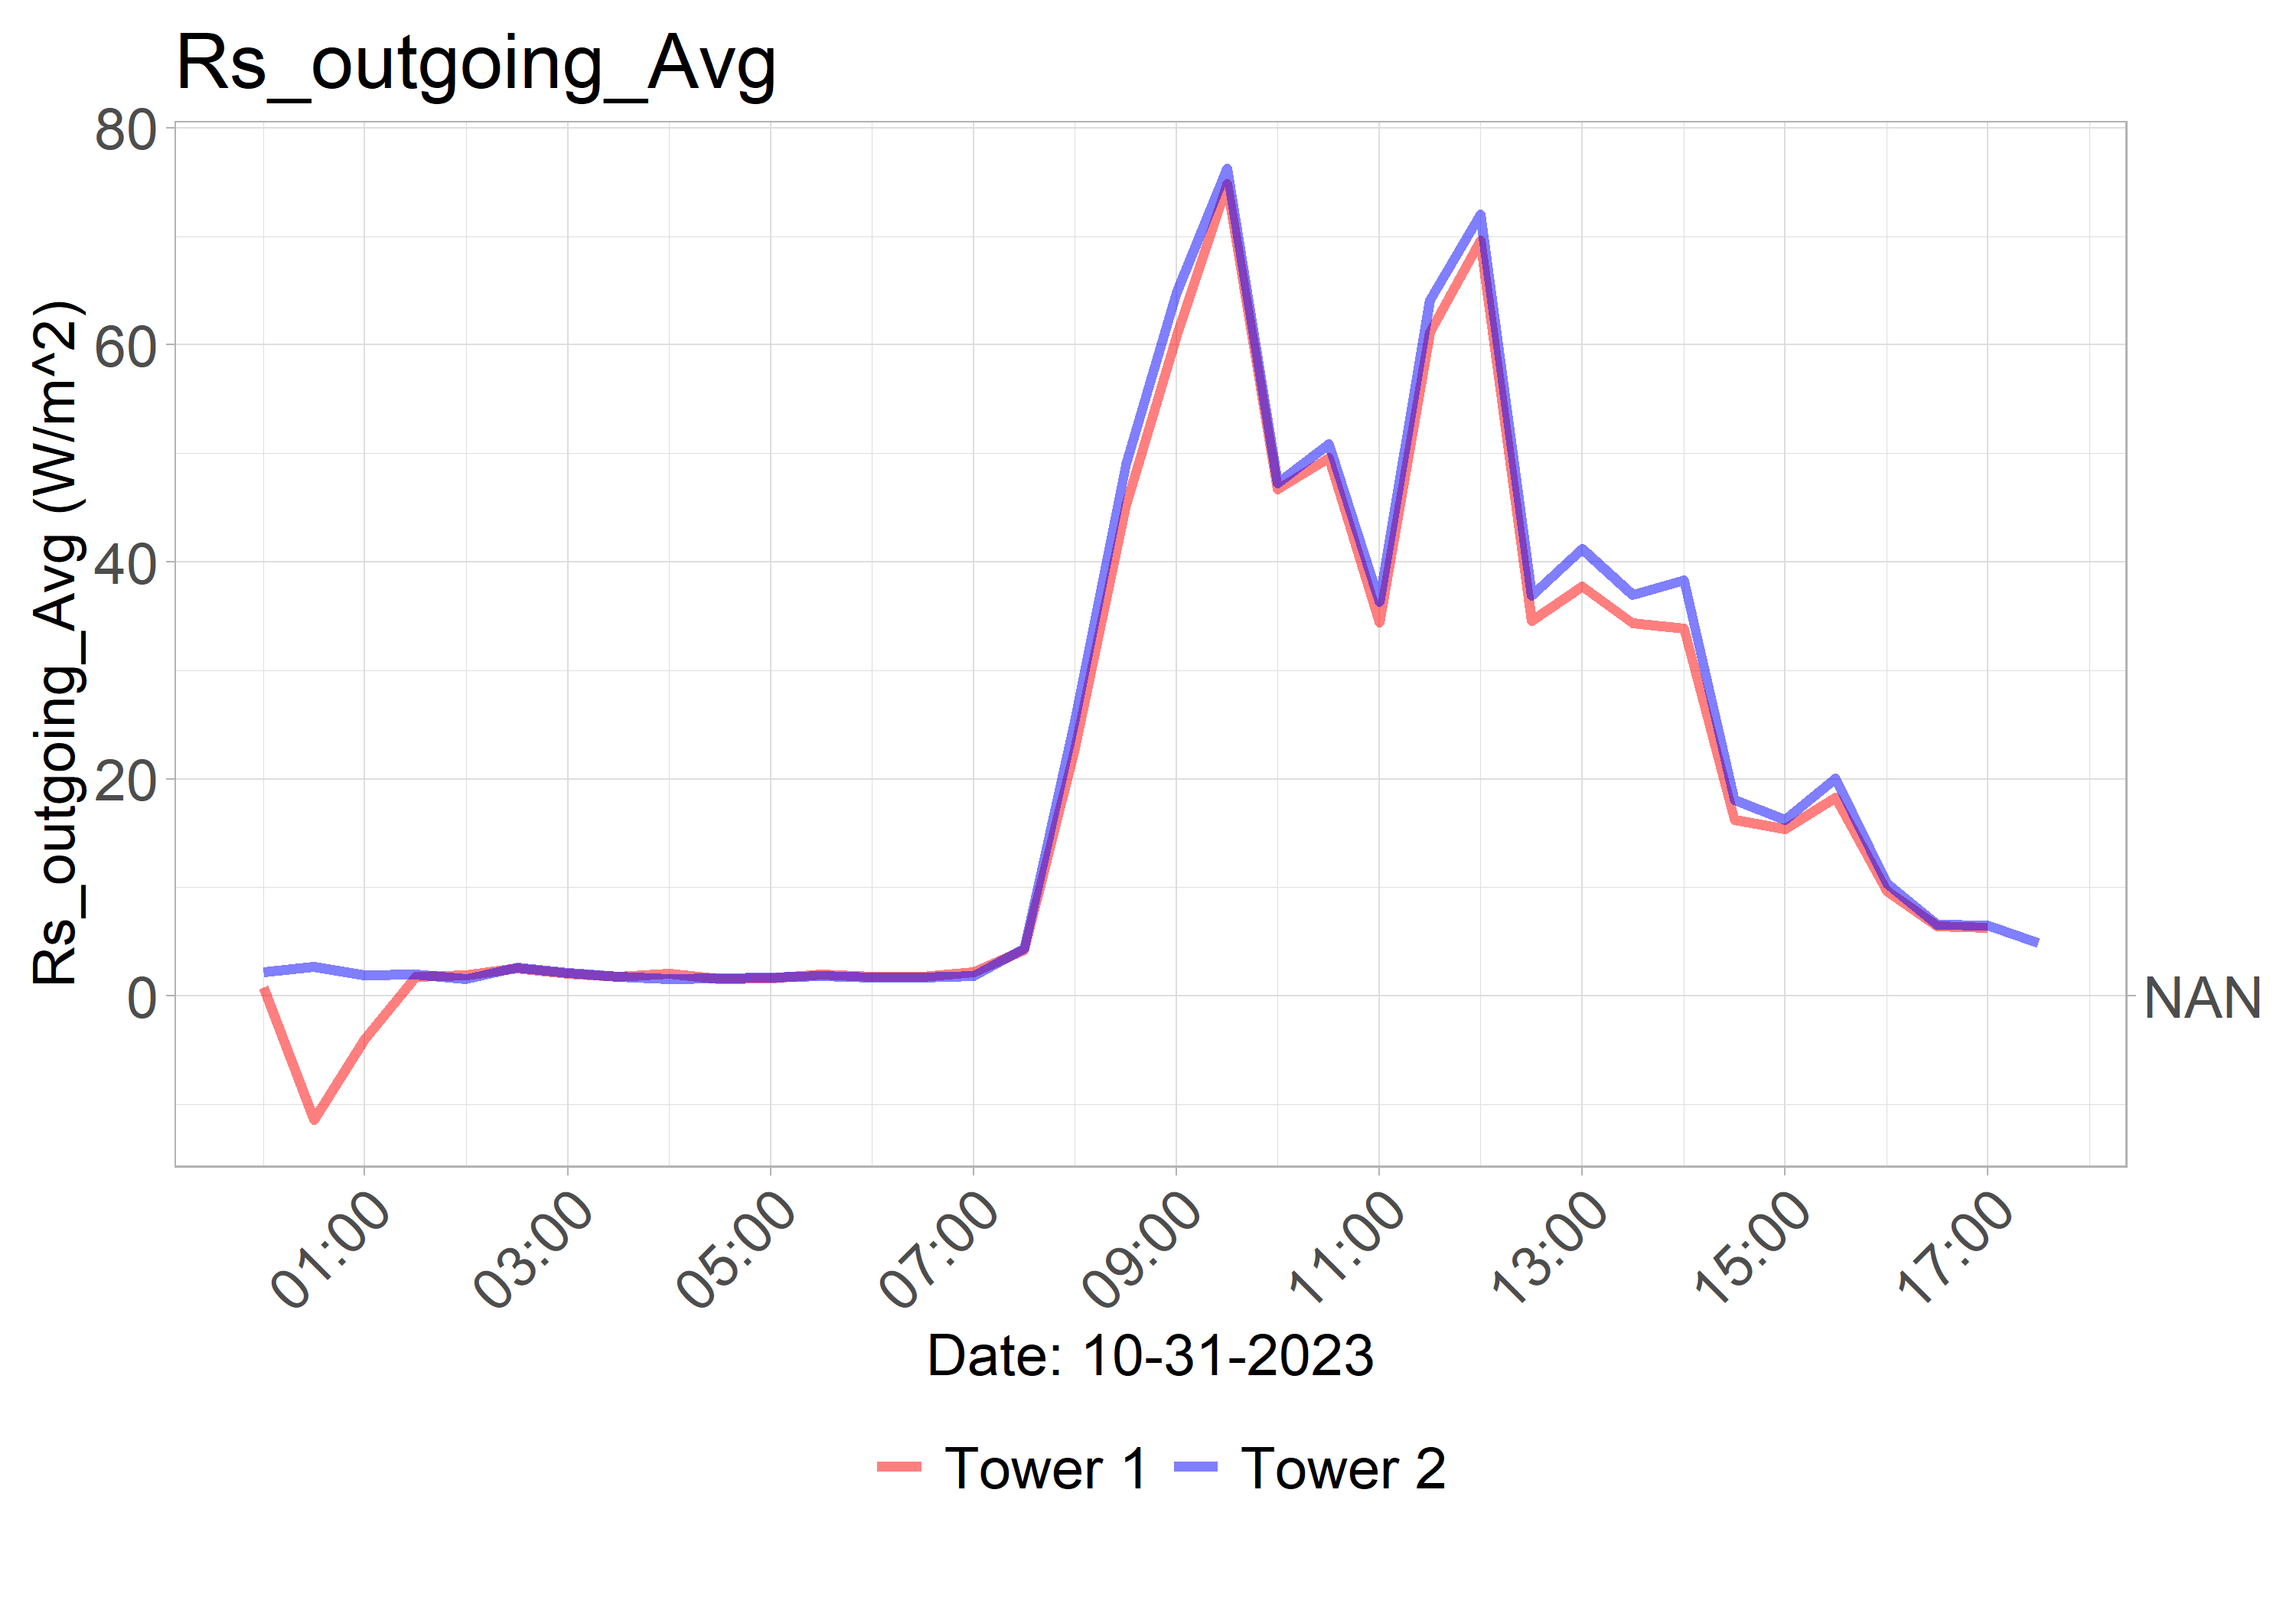 Rs_outgoing_Avg
Rs_outgoing_Avg (W/m^2)
80
60
40
20
0
NAN
01:00
03:00
05:00
07:00
09:00
11:00
13:00
15:00
17:00
Date: 10-31-2023
Tower 1
Tower 2